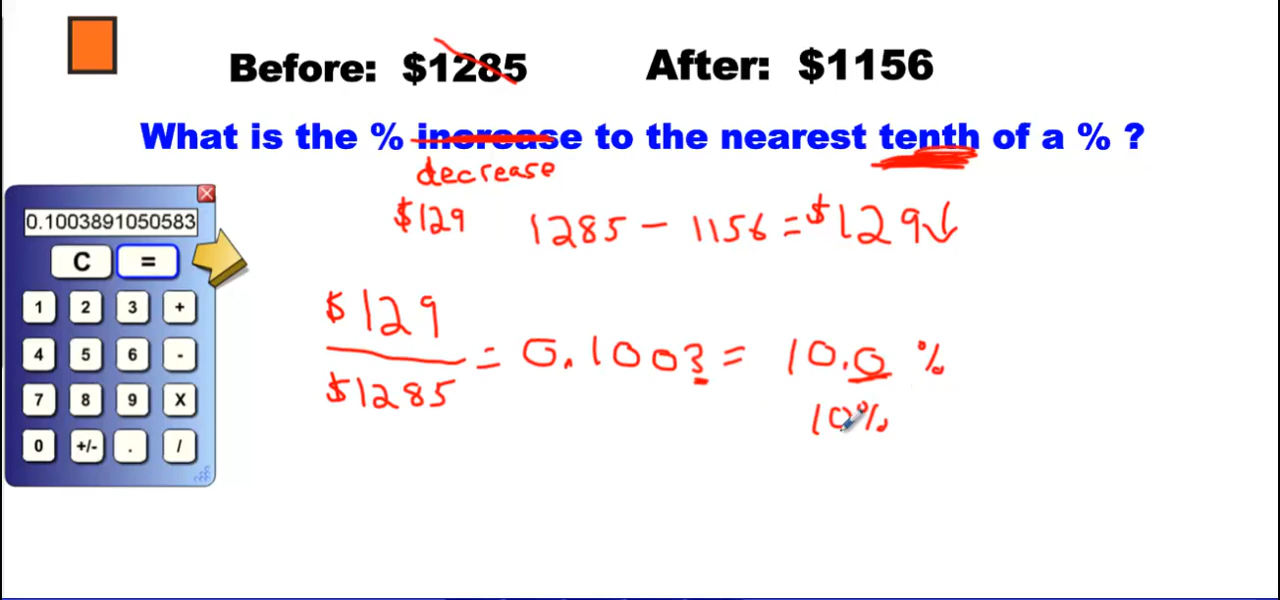 Before: $1285 After: $1156
What is the % increase to the nearest tenth of a % ?
decrease
$129 1285 - 1156 = $129↓
0.1003891050583
C =
1 2 3 +
4 5 6 -
7 8 9 X
0 +/- . /
$129
$1285
= 0.1003 = 10.0 %
10%